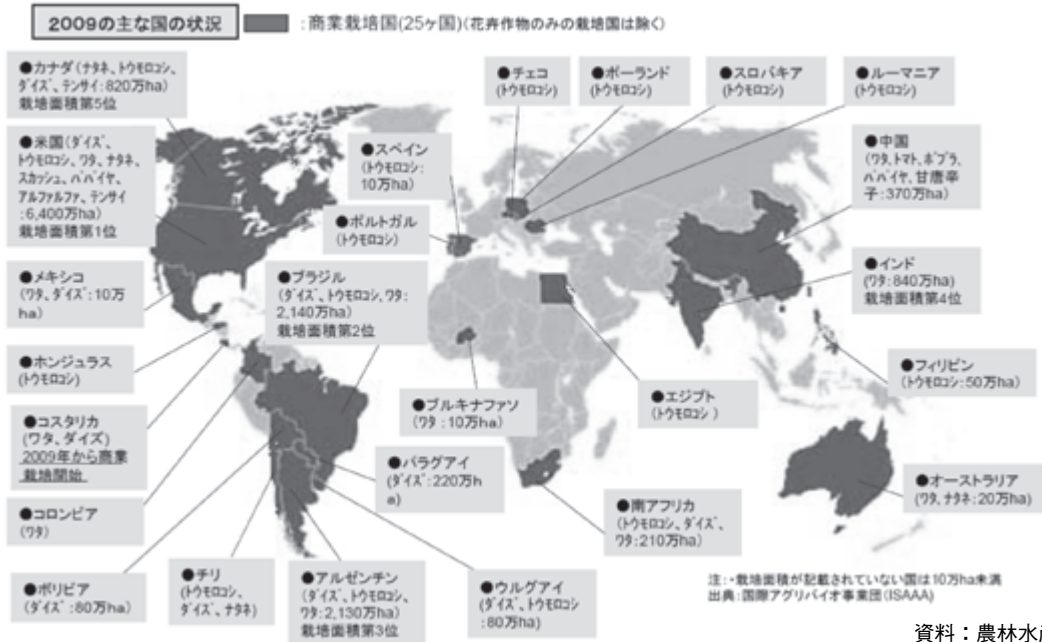 2009の主な国の状況
:商業栽培国(25ヶ国)(花卉作物のみの栽培国は除く)
●カナダ(ナタネ、トウモロコシ、
ダイズ、テンサイ:820万ha)
栽培面積第5位
●米国(ダイズ、
トウモロコシ、ワタ、ナタネ、
スカッシュ、パパイヤ、
アルファルファ、テンサイ
:6,400万ha)
栽培面積第1位
●メキシコ
(ワタ、ダイズ:10万
ha)
●ホンジュラス
(トウモロコシ)
●コスタリカ
(ワタ、ダイズ)
2009年から商業
栽培開始
●コロンビア
(ワタ)
●ボリビア
(ダイズ:80万ha)
●チリ
(トウモロコシ、
ダイズ、ナタネ)
●アルゼンチン
(ダイズ、トウモロコシ、
ワタ:2,130万ha)
栽培面積第3位
●ウルグアイ
(ダイズ、トウモロコシ
:80万ha)
●パラグアイ
(ダイズ:220万h
a)
●ブラジル
(ダイズ、トウモロコシ、ワタ:
2,140万ha)
栽培面積第2位
●スペイン
(トウモロコシ:
10万ha)
●ポルトガル
(トウモロコシ)
●チェコ
(トウモロコシ)
●ポーランド
(トウモロコシ)
●スロバキア
(トウモロコシ)
●ルーマニア
(トウモロコシ)
●中国
(ワタ、トマト、ポプラ、
パパイヤ、甘唐辛
子:370万ha)
●インド
(ワタ:840万ha)
栽培面積第4位
●フィリピン
(トウモロコシ:50万ha)
●エジプト
(トウモロコシ)
●ブルキナファソ
(ワタ:10万ha)
●南アフリカ
(トウモロコシ、ダイズ、
ワタ:210万ha)
●オーストラリア
(ワタ、ナタネ:20万ha)
注:・栽培面積が記載されていない国は10万ha未満
出典:国際アグリバイオ事業団(ISAAA)
資料:農林水